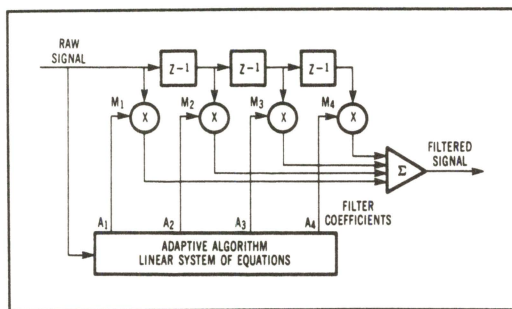 RAW
SIGNAL
Z-1
Z-1
Z-1
M1
X
M2
X
M3
X
M4
X
Σ
FILTERED
SIGNAL
FILTER
COEFFICIENTS
A1
A2
A3
A4
ADAPTIVE ALGORITHM
LINEAR SYSTEM OF EQUATIONS